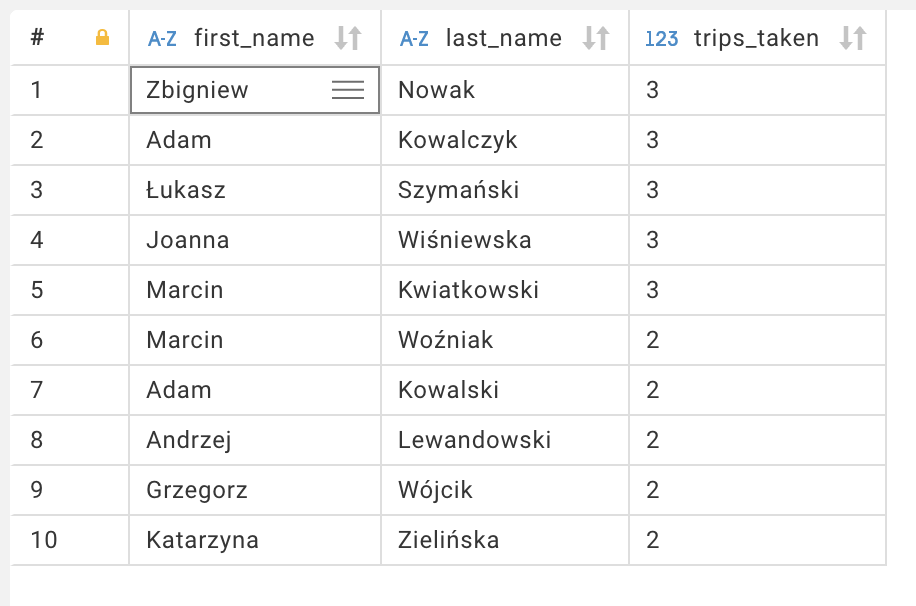 # A-Z first_name A-Z last_name 123 trips_taken
1 Zbigniew Nowak 3
2 Adam Kowalczyk 3
3 Łukasz Szymański 3
4 Joanna Wiśniewska 3
5 Marcin Kwiatkowski 3
6 Marcin Woźniak 2
7 Adam Kowalski 2
8 Andrzej Lewandowski 2
9 Grzegorz Wójcik 2
10 Katarzyna Zielińska 2